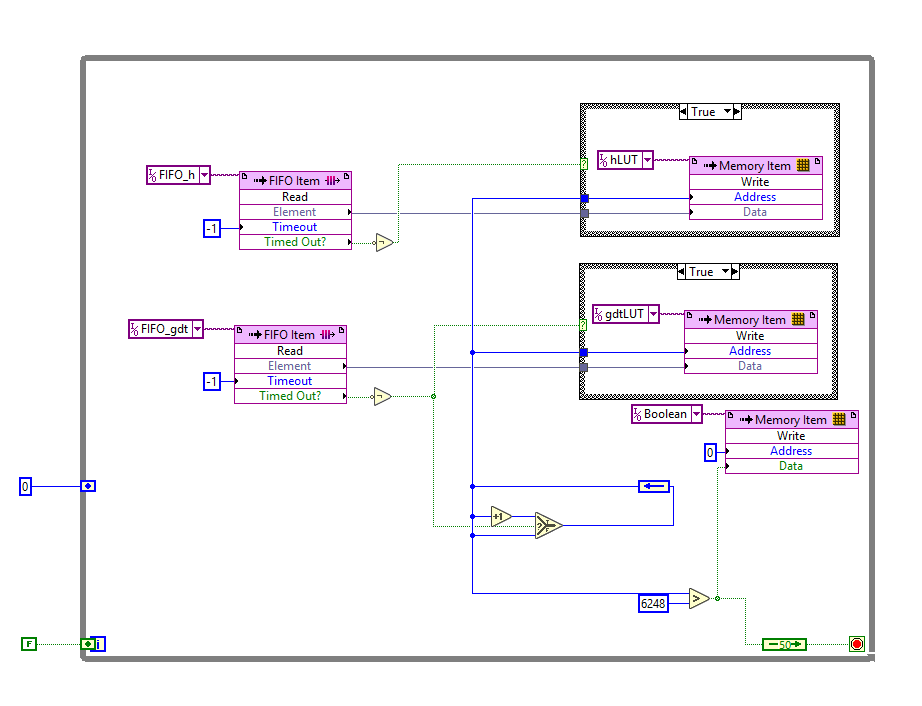 True
hLUT
Memory Item
Write
Address
Data
FIFO_h
FIFO Item
Read
Element
Timeout
Timed Out?
-1
True
gdtLUT
Memory Item
Write
Address
Data
FIFO_gdt
FIFO Item
Read
Element
Timeout
Timed Out?
-1
Boolean
Memory Item
Write
Address
Data
0
0
+1
?
T
F
6248
>
F
i
50